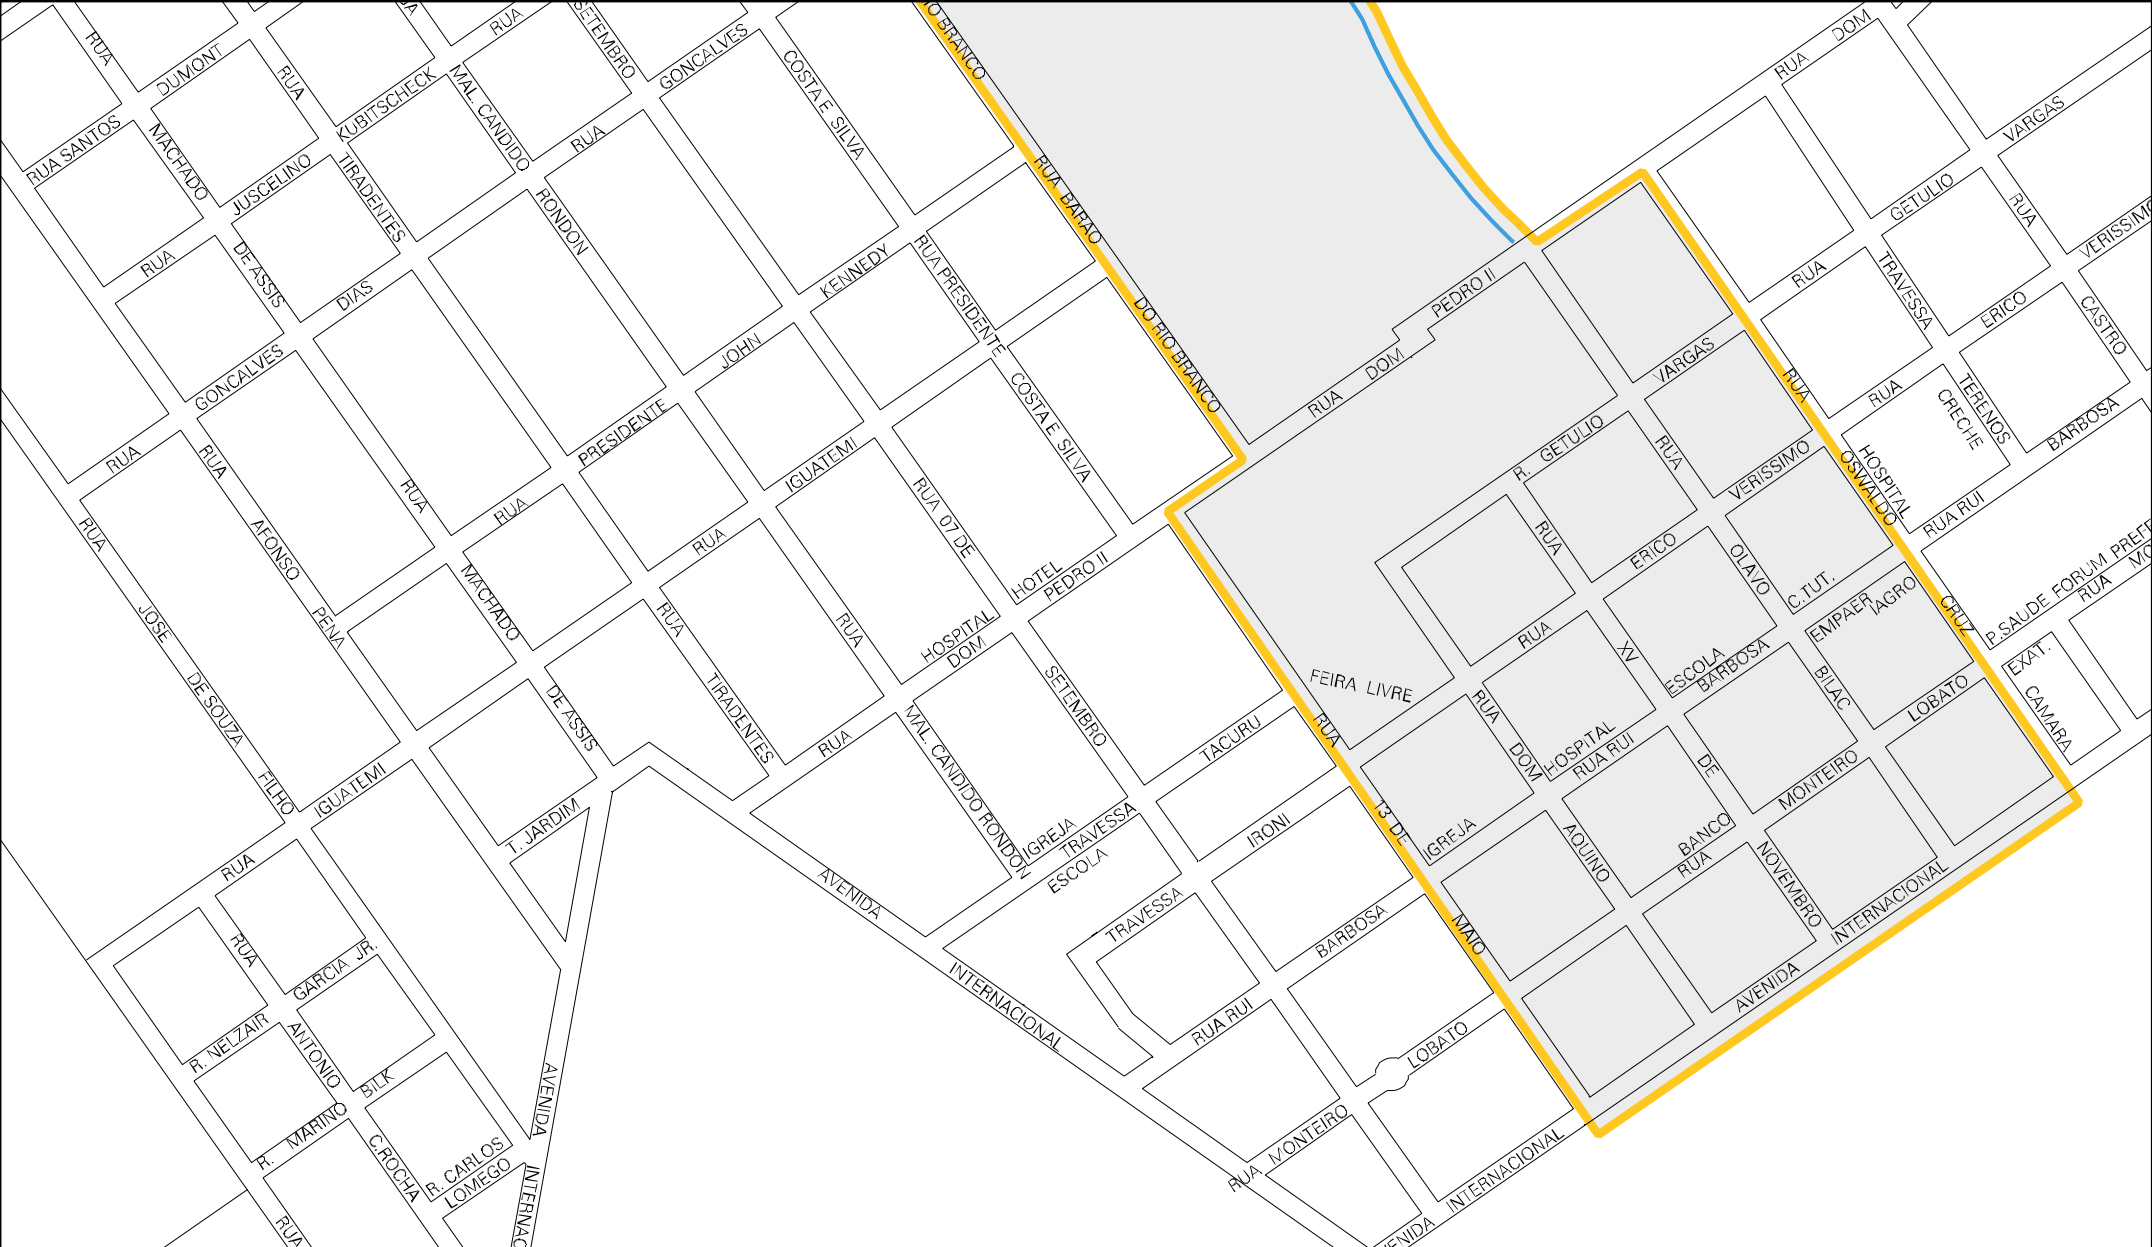 RUA
DUMONT
RUA
RUA SANTOS
MACHADO
KUBITSCHECK
MAL. CANDIDO
RUA
SETEMBRO
GONCALVES
COSTA E SILVA
RIO BRANCO
JUSCELINO
TIRADENTES
RUA
RONDON
RUA
DE ASSIS
DIAS
KENNEDY
RUA PRESIDENTE
RUA BARAO
DO RIO BRANCO
RUA
GONCALVES
RUA
JOHN
PRESIDENTE
COSTA E SILVA
RUA
RUA
IGUATEMI
RUA 07 DE
RUA
AFONSO
PENA
RUA
MACHADO
RUA
HOTEL
PEDRO II
JOSE
DE SOUZA
FILHO
RUA
TIRADENTES
RUA
HOSPITAL
DOM
SETEMBRO
DE ASSIS
RUA
MAL. CANDIDO RONDON
TACURU
IGUATEMI
RUA
T. JARDIM
AVENIDA
INTERNACIONAL
IGREJA
TRAVESSA
ESCOLA
IRONI
TRAVESSA
BARBOSA
RUA RUI
LOBATO
RUA MONTEIRO
RUA
GARCIA JR.
R. NELZAIR
ANTONIO
BILK
R. MARINO
C.ROCHA
R. CARLOS
LOMEGO
RUA
AVENIDA
INTERNAC
INTERNACIONAL
RUA
13 DE
MAIO
FEIRA LIVRE
RUA
DOM
PEDRO II
R. GETULIO
VARGAS
RUA
ERICO
VERISSIMO
RUA
XV
DE
NOVEMBRO
RUA
OLAVO
BILAC
C.TUT.
EMPAER
IAGRO
ESCOLA
BARBOSA
RUA
DOM
AQUINO
HOSPITAL
RUA RUI
IGREJA
BANCO
RUA
MONTEIRO
LOBATO
AVENIDA
INTERNACIONAL
RUA
OSWALDO
CRUZ
RUA
DOM
VARGAS
GETULIO
RUA
RUA
VERISSIMO
TRAVESSA
TERENOS
ERICO
CASTRO
RUA
CRECHE
HOSPITAL
BARBOSA
RUA RUI
P.SAUDE FORUM PREF
RUA MO
EXAT.
CAMARA